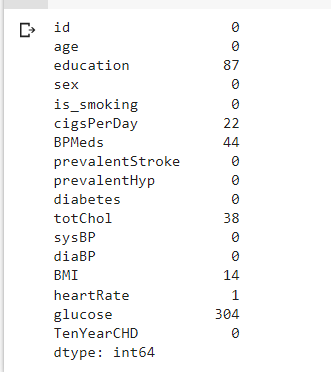 id 0
age 0
education 87
sex 0
is_smoking 0
cigsPerDay 22
BPMeds 44
prevalentStroke 0
prevalentHyp 0
diabetes 0
totChol 38
sysBP 0
diaBP 0
BMI 14
heartRate 1
glucose 304
TenYearCHD 0
dtype: int64